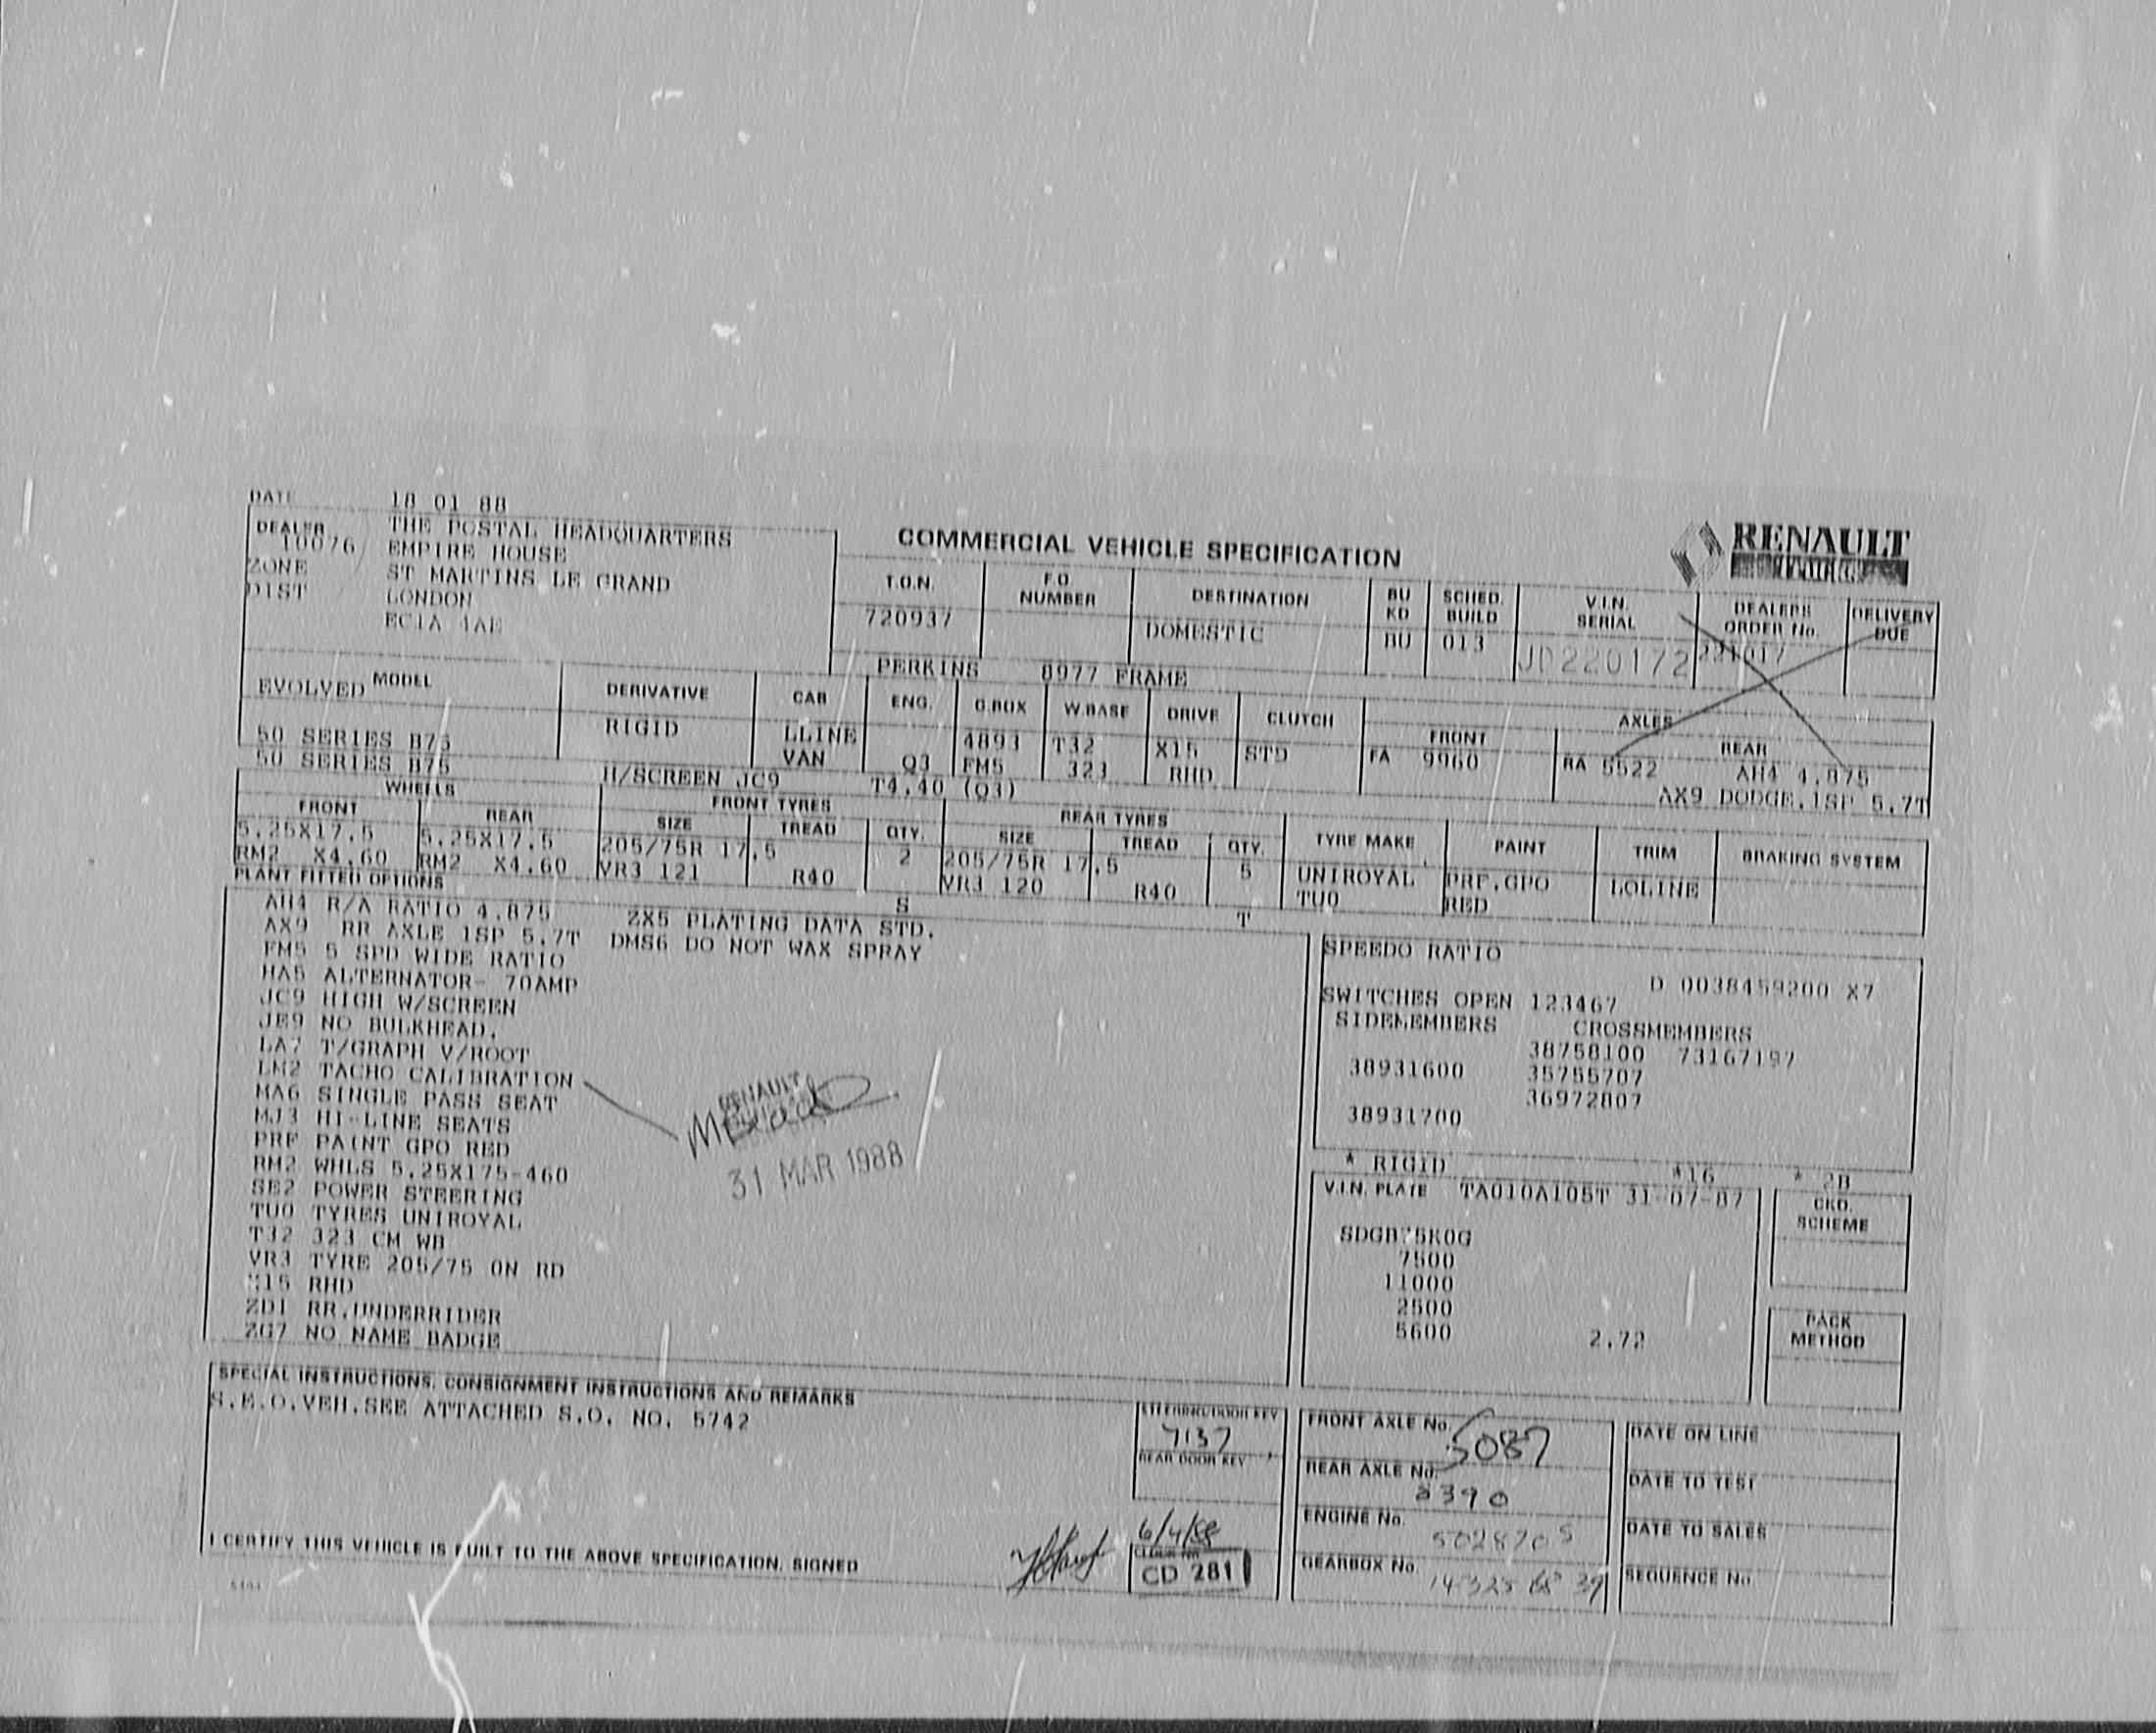 DATE 18 01 88
DEALER THE POSTAL HEADQUARTERS
10076/ EMPIRE HOUSE
ZONE ST MARTINS LE GRAND
DIST LONDON
EC1A 4AE
COMMERCIAL VEHICLE SPECIFICATION
RENAULT
T.O.N. F.O NUMBER DESTINATION BU KD SCHED. BUILD V.I.N. SERIAL DEALERS ORDER No. DELIVERY DUE
720937 DOMESTIC BU 013 JD220172 221017
PERKINS 8977 FRAME
EVOLVED MODEL DERIVATIVE CAB ENG. G.BOX W.BASE DRIVE CLUTCH AXLES
FRONT REAR
50 SERIES B75 RIGID LLINE 4893 T32 X15 STD FA 9960 RA 5522 AH4 4.875
50 SERIES B75 VAN Q3 FM5 323 RHD AX9 DODGE.1SP 5.7T
H/SCREEN JC9 T4.40 (Q3)
WHEELS FRONT TYRES REAR TYRES
FRONT REAR SIZE TREAD QTY. SIZE TREAD QTY. TYRE MAKE PAINT TRIM BRAKING SYSTEM
5.25X17.5 5.25X17.5 205/75R 17.5 2 205/75R 17.5 5 UNIROYAL PRF.GPO LOLINE
RM2 X4.60 RM2 X4.60 VR3 121 R40 VR3 120 R40 TU0 RED
S T
PLANT FITTED OPTIONS
AH4 R/A RATIO 4.875 ZX5 PLATING DATA STD.
AX9 RR AXLE 1SP 5.7T DMS6 DO NOT WAX SPRAY
FM5 5 SPD WIDE RATIO
HA5 ALTERNATOR- 70AMP
JC9 HIGH W/SCREEN
JE9 NO BULKHEAD.
LA7 T/GRAPH V/ROOT
LM2 TACHO CALIBRATION
MA6 SINGLE PASS SEAT
MJ3 HI-LINE SEATS
PRF PAINT GPO RED
RM2 WHLS 5.25X175-460
SE2 POWER STEERING
TU0 TYRES UNIROYAL
T32 323 CM WB
VR3 TYRE 205/75 ON RD
X15 RHD
ZD1 RR.UNDERRIDER
ZG7 NO NAME BADGE
RENAULT
31 MAR 1988
SPEEDO RATIO
D 0038459200 X7
SWITCHES OPEN 123467
SIDEMEMBERS CROSSMEMBERS
38758100 73167197
38931600 35755707
36972807
38931700
* RIGID *16 * 2B
V.I.N. PLATE TA010A105T 31-07-87
SDGB75K0G
7500
11000
2500
5600 2.72
CKD. SCHEME
PACK METHOD
SPECIAL INSTRUCTIONS, CONSIGNMENT INSTRUCTIONS AND REMARKS
S.E.O.VEH.SEE ATTACHED S.O. NO. 5742
STEERING/DOOR KEY
7137
REAR DOOR KEY
6/4/88
CD 281
FRONT AXLE No. 5087
REAR AXLE No. 8390
ENGINE No. 5028705
GEARBOX No.
DATE ON LINE
DATE TO TEST
DATE TO SALES
SEQUENCE No
I CERTIFY THIS VEHICLE IS BUILT TO THE ABOVE SPECIFICATION. SIGNED